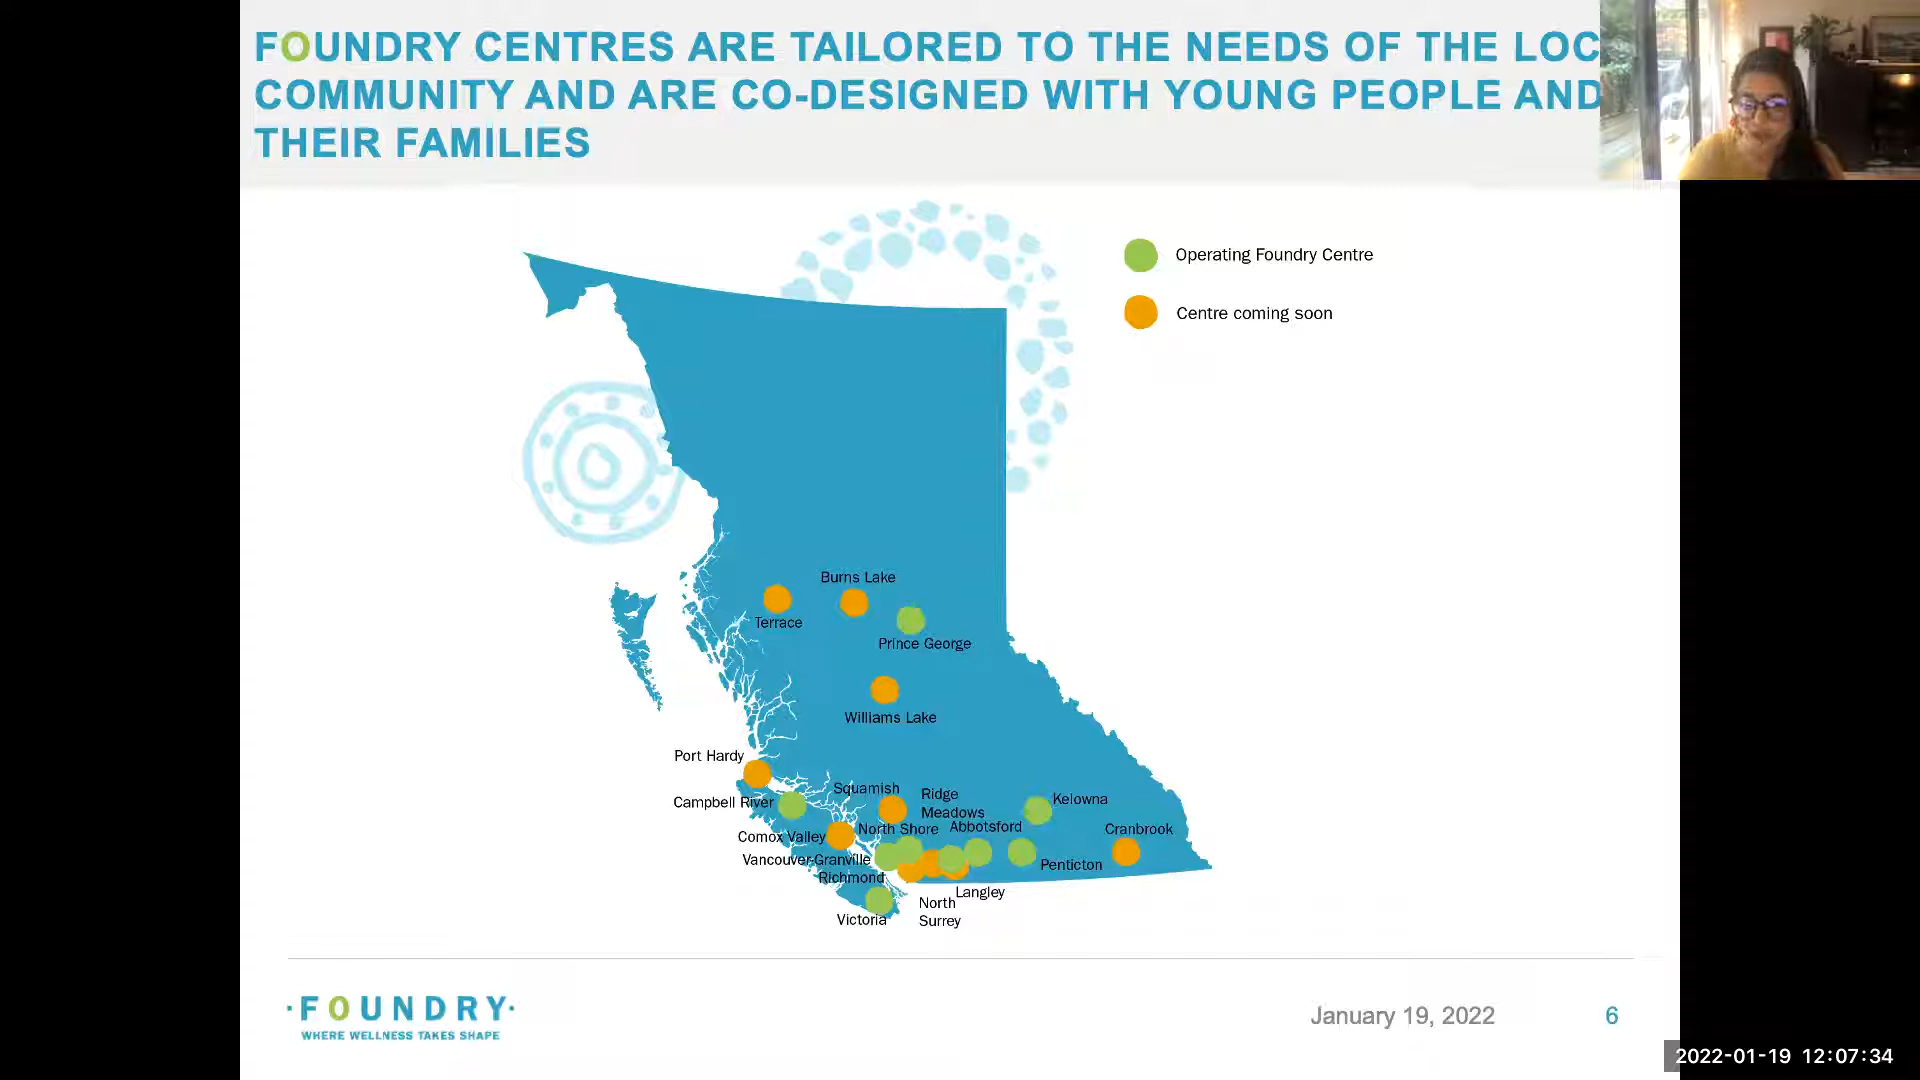 FOUNDRY CENTRES ARE TAILORED TO THE NEEDS OF THE LOC
COMMUNITY AND ARE CO-DESIGNED WITH YOUNG PEOPLE AND
THEIR FAMILIES
Operating Foundry Centre
Centre coming soon
Burns Lake
Terrace
Prince George
Williams Lake
Port Hardy
Campbell River
Squamish
Ridge
Meadows
Kelowna
Comox Valley
North Shore
Abbotsford
Cranbrook
Vancouver-Granville
Penticton
Richmond
Langley
North
Surrey
Victoria
·FOUNDRY·
WHERE WELLNESS TAKES SHAPE
January 19, 2022
6
2022-01-19 12:07:34